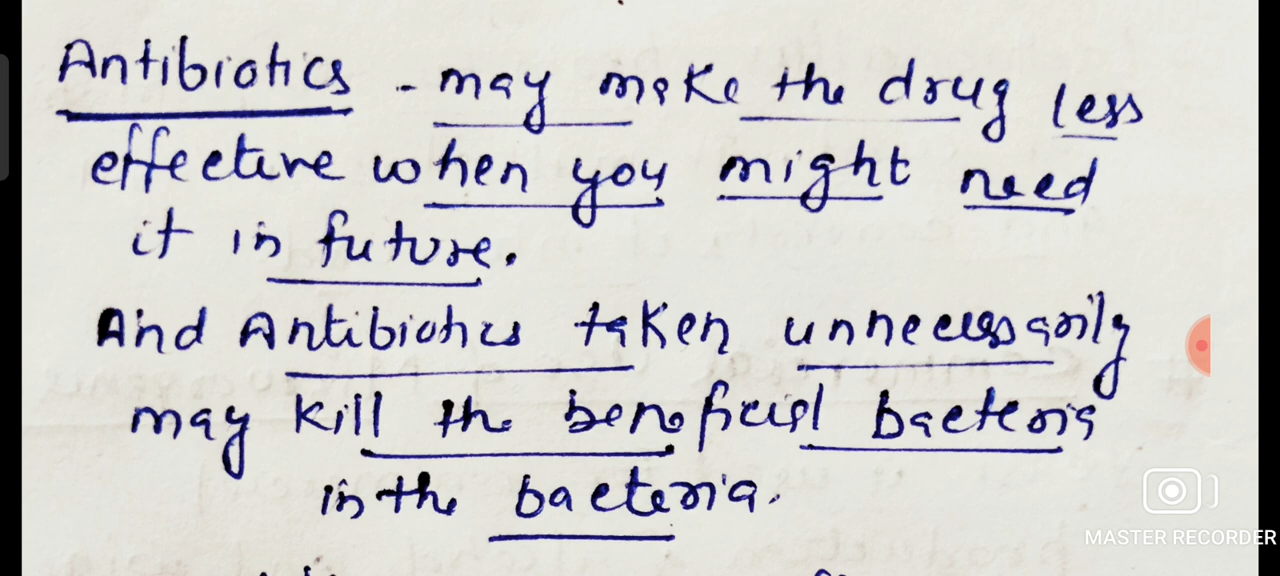 Antibiotics - may make the drug less
effective when you might need
it in future.
And Antibiotics taken unnecessarily
may kill the beneficial bacteria
in the bacteria.
MASTER RECORDER